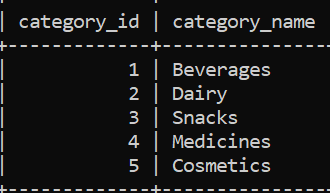 | category_id | category_name
+-------------+---------------
| 1 | Beverages
| 2 | Dairy
| 3 | Snacks
| 4 | Medicines
| 5 | Cosmetics
+-------------+---------------